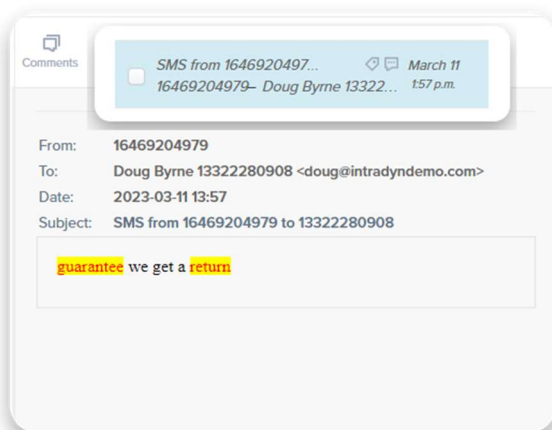 Comments
SMS from 1646920497... March 11
16469204979– Doug Byrne 13322... 1:57 p.m.
From: 16469204979
To: Doug Byrne 13322280908 <doug@intradyndemo.com>
Date: 2023-03-11 13:57
Subject: SMS from 16469204979 to 13322280908
guarantee we get a return